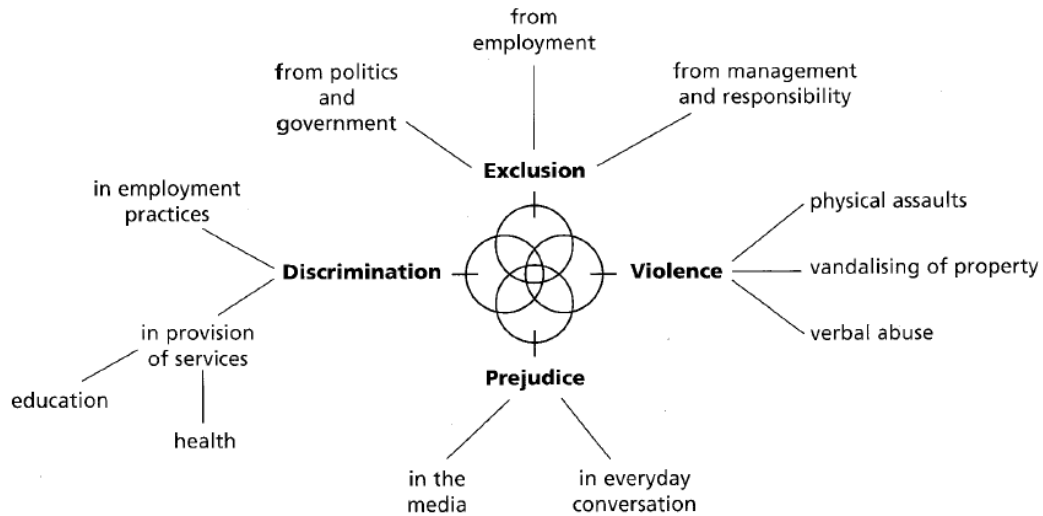 from
employment
from politics
and
government
from management
and responsibility
Exclusion
in employment
practices
physical assaults
Discrimination
Violence
vandalising of property
in provision
of services
verbal abuse
Prejudice
education
health
in the
media
in everyday
conversation